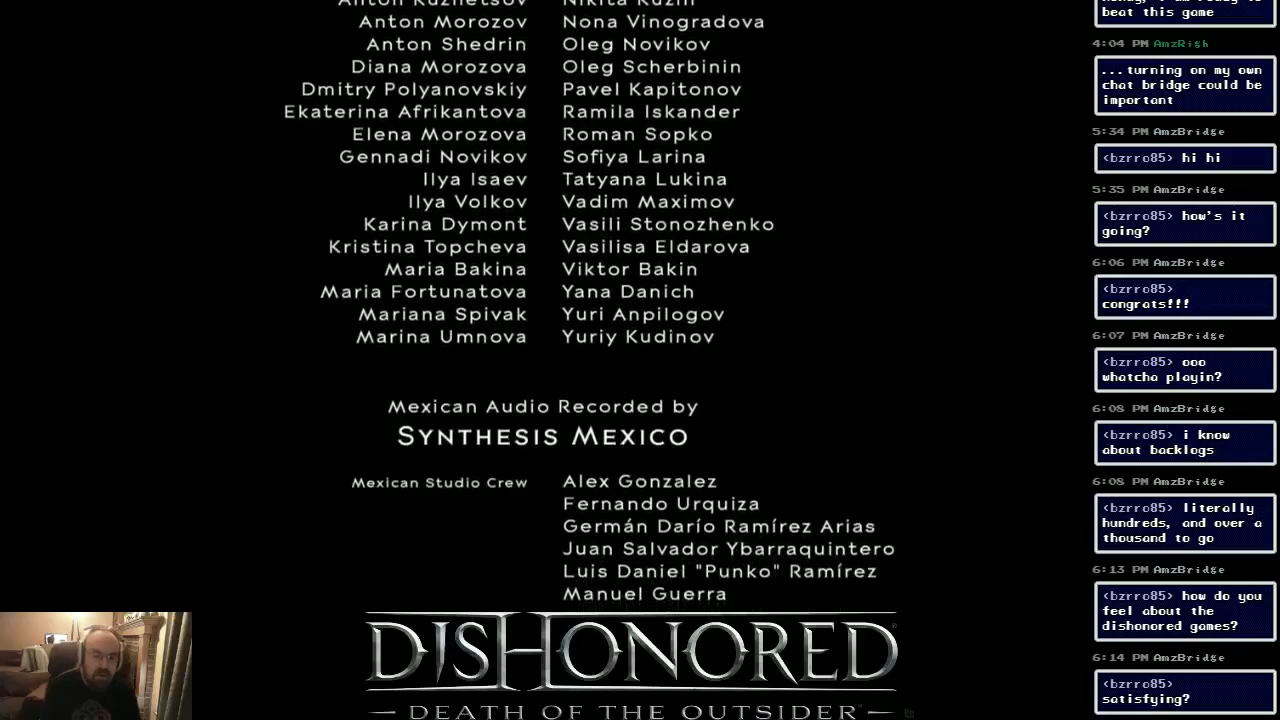 Anton Kuznetsov Nikita Kuzin
Anton Morozov Nona Vinogradova
Anton Shedrin Oleg Novikov
Diana Morozova Oleg Scherbinin
Dmitry Polyanovskiy Pavel Kapitonov
Ekaterina Afrikantova Ramila Iskander
Elena Morozova Roman Sopko
Gennadi Novikov Sofiya Larina
Ilya Isaev Tatyana Lukina
Ilya Volkov Vadim Maximov
Karina Dymont Vasili Stonozhenko
Kristina Topcheva Vasilisa Eldarova
Maria Bakina Viktor Bakin
Maria Fortunatova Yana Danich
Mariana Spivak Yuri Anpilogov
Marina Umnova Yuriy Kudinov
Mexican Audio Recorded by
SYNTHESIS MEXICO
Mexican Studio Crew Alex Gonzalez
Fernando Urquiza
Germán Darío Ramírez Arias
Juan Salvador Ybarraquintero
Luis Daniel "Punko" Ramírez
Manuel Guerra
DISHONORED
DEATH OF THE OUTSIDER
beat this game
4:04 PM AmzRigh
...turning on my own
chat bridge could be
important
5:34 PM AmzBridge
<bzrro85> hi hi
5:35 PM AmzBridge
<bzrro85> how's it
going?
6:06 PM AmzBridge
<bzrro85>
congrats!!!
6:07 PM AmzBridge
<bzrro85> ooo
whatcha playin?
6:08 PM AmzBridge
<bzrro85> i know
about backlogs
6:08 PM AmzBridge
<bzrro85> literally
hundreds, and over a
thousand to go
6:13 PM AmzBridge
<bzrro85> how do you
feel about the
dishonored games?
6:14 PM AmzBridge
<bzrro85>
satisfying?